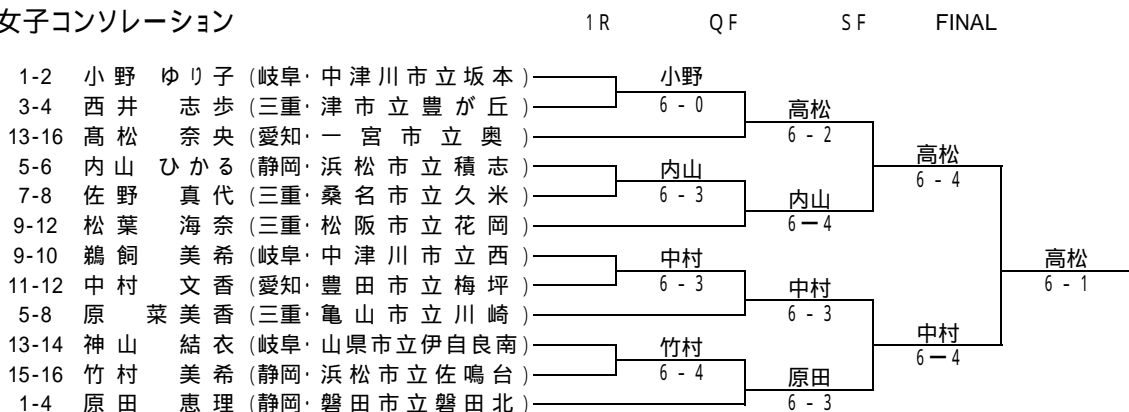 女子コンソレーション 1R QF SF FINAL
1-2 小野 ゆり子 (岐阜・中津川市立坂本) 小野
3-4 西井 志歩 (三重・津市立豊が丘) 6-0 高松
13-16 髙松 奈央 (愛知・一宮市立奥) 6-2
5-6 内山 ひかる (静岡・浜松市立積志) 内山 高松
7-8 佐野 真代 (三重・桑名市立久米) 6-3 内山 6-4
9-12 松葉 海奈 (三重・松阪市立花岡) 6ー4
9-10 鵜飼 美希 (岐阜・中津川市立西) 中村 高松
11-12 中村 文香 (愛知・豊田市立梅坪) 6-3 中村 6-1
5-8 原 菜美香 (三重・亀山市立川崎) 6-3
13-14 神山 結衣 (岐阜・山県市立伊自良南) 竹村 中村
15-16 竹村 美希 (静岡・浜松市立佐鳴台) 6-4 原田 6ー4
1-4 原田 恵理 (静岡・磐田市立磐田北) 6-3